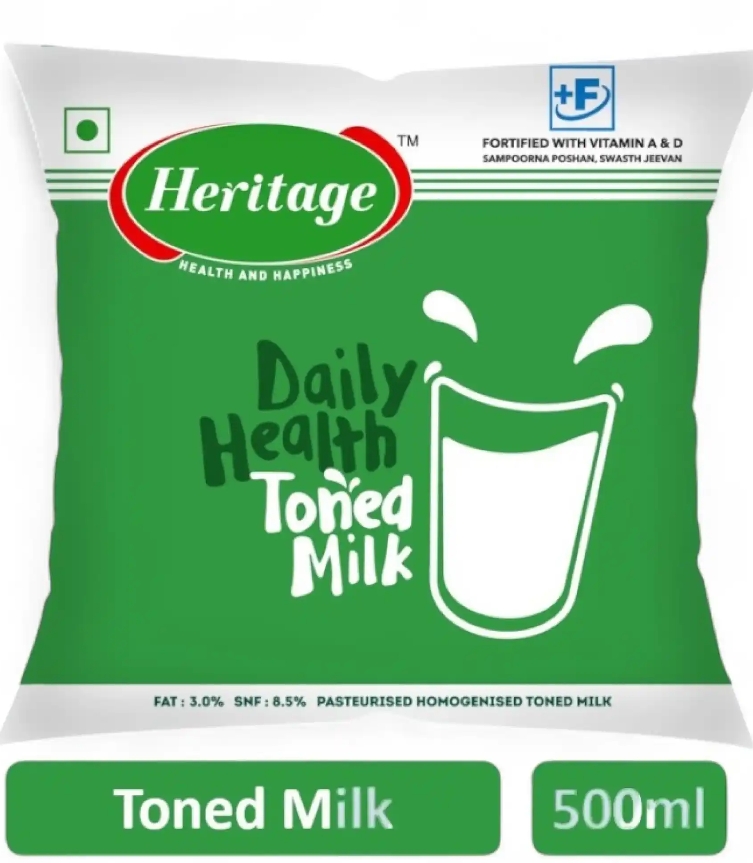 +F
FORTIFIED WITH VITAMIN A & D
SAMPOORNA POSHAN, SWASTH JEEVAN
Heritage
TM
HEALTH AND HAPPINESS
Daily
Health
Toned
Milk
FAT : 3.0% SNF : 8.5% PASTEURISED HOMOGENISED TONED MILK
Toned Milk
500ml